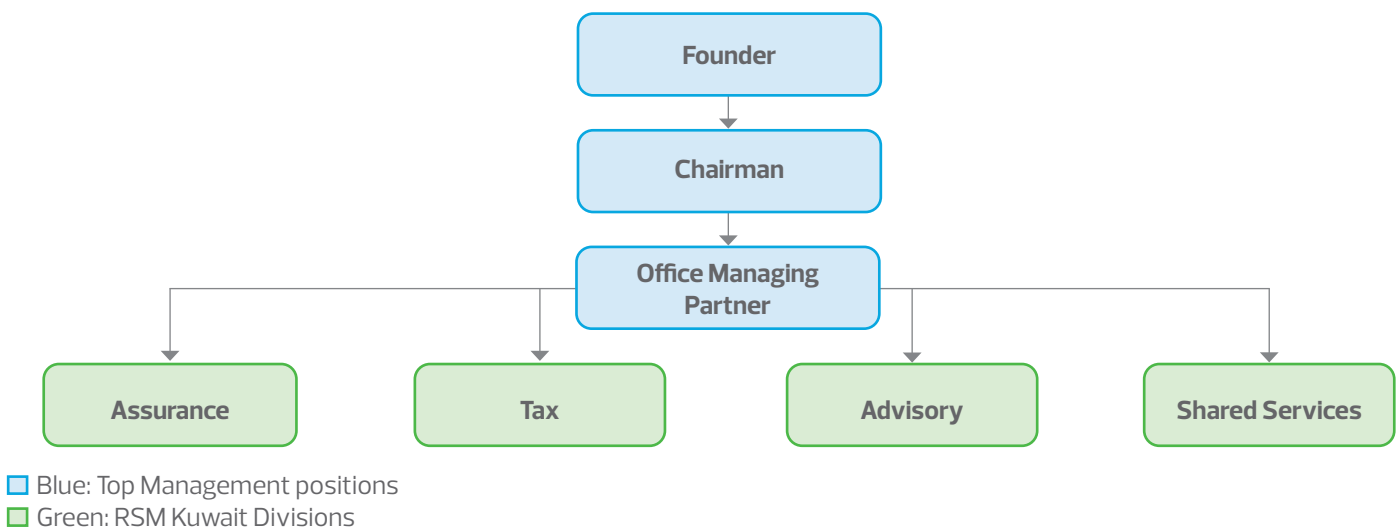 Founder
Chairman
Office Managing
Partner
Assurance
Tax
Advisory
Shared Services
Blue: Top Management positions
Green: RSM Kuwait Divisions